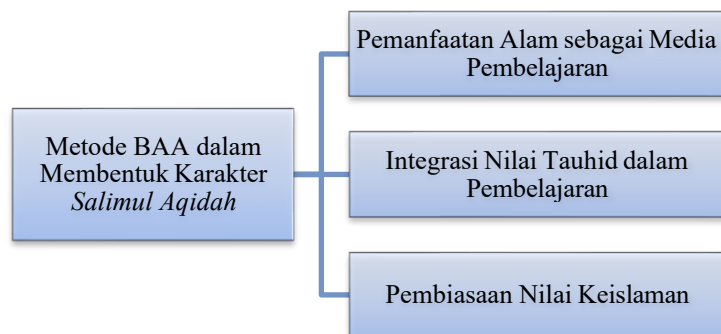 Metode BAA dalam
Membentuk Karakter
Salimul Aqidah
Pemanfaatan Alam sebagai Media
Pembelajaran
Integrasi Nilai Tauhid dalam
Pembelajaran
Pembiasaan Nilai Keislaman